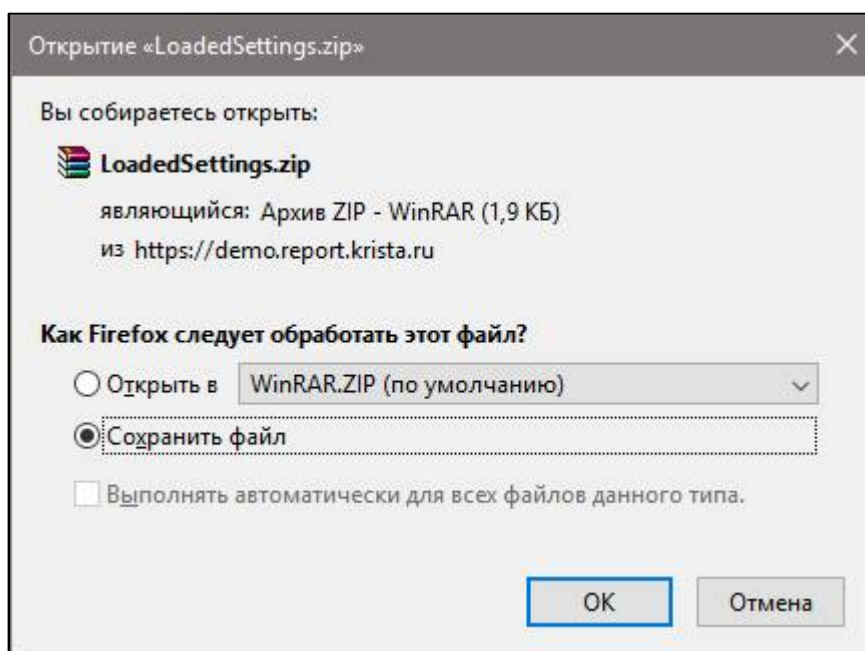 Открытие «LoadedSettings.zip»
Вы собираетесь открыть:
LoadedSettings.zip
являющийся: Архив ZIP - WinRAR (1,9 КБ)
из https://demo.report.krista.ru
Как Firefox следует обработать этот файл?
Открыть в WinRAR.ZIP (по умолчанию)
Сохранить файл
Выполнять автоматически для всех файлов данного типа.
ОК Отмена